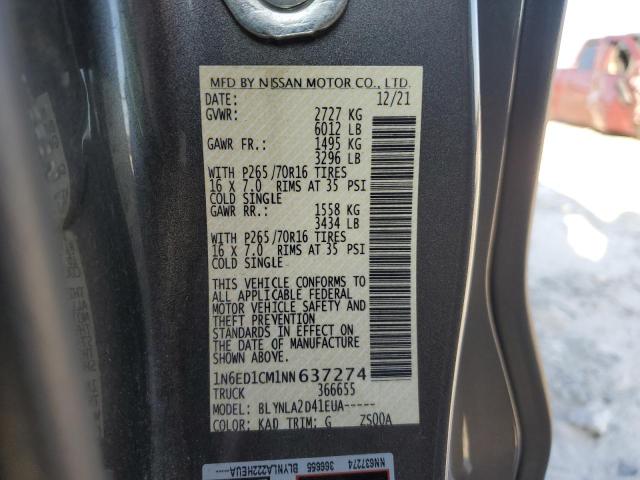 MFD BY NISSAN MOTOR CO., LTD.
DATE: 12/21
GVWR: 2727 KG
6012 LB
GAWR FR.: 1495 KG
3296 LB
WITH P265/70R16 TIRES
16 X 7.0 RIMS AT 35 PSI
COLD SINGLE
GAWR RR.: 1558 KG
3434 LB
WITH P265/70R16 TIRES
16 X 7.0 RIMS AT 35 PSI
COLD SINGLE
THIS VEHICLE CONFORMS TO
ALL APPLICABLE FEDERAL
MOTOR VEHICLE SAFETY AND
THEFT PREVENTION
STANDARDS IN EFFECT ON
THE DATE OF MANUFACTURE
SHOWN ABOVE.
1N6ED1CM1NN637274
TRUCK 366655
MODEL: BLYNLA2D41EUA-----
COLOR: KAD TRIM: G ZS00A
NN637274
366655
BLYNLA222HEUA-----